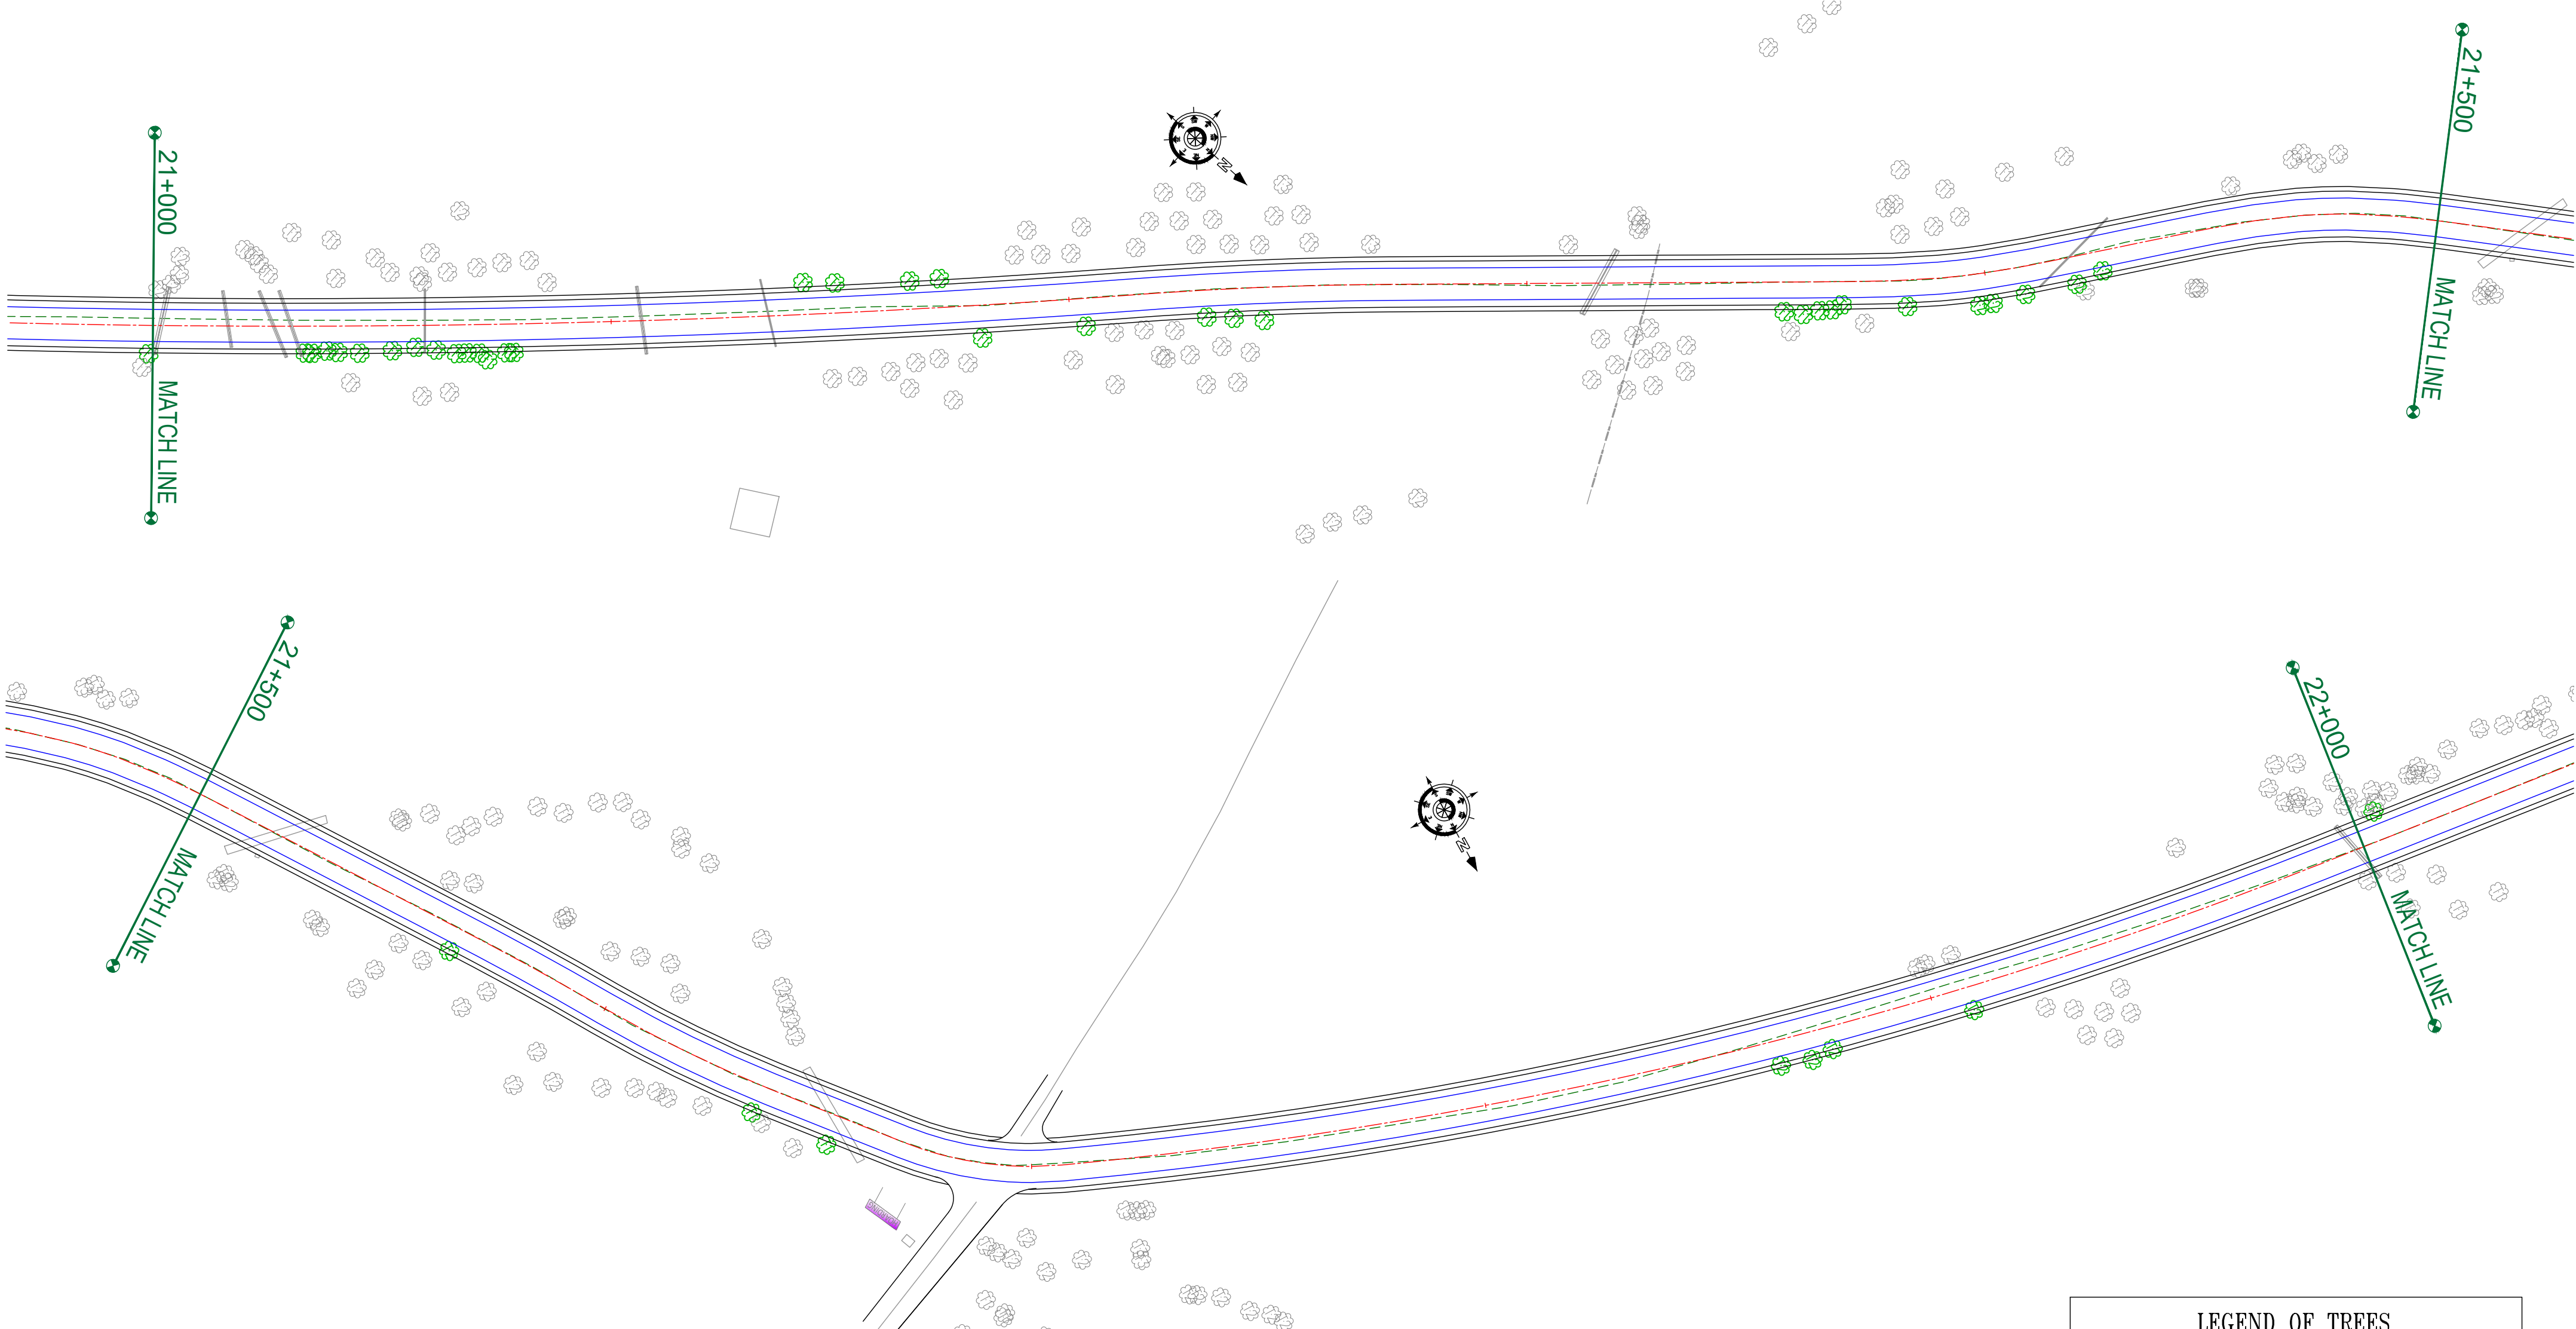 21+000
MATCH LINE
N
21+500
MATCH LINE
21+500
MATCH LINE
N
22+000
MATCH LINE
LEGEND OF TREES